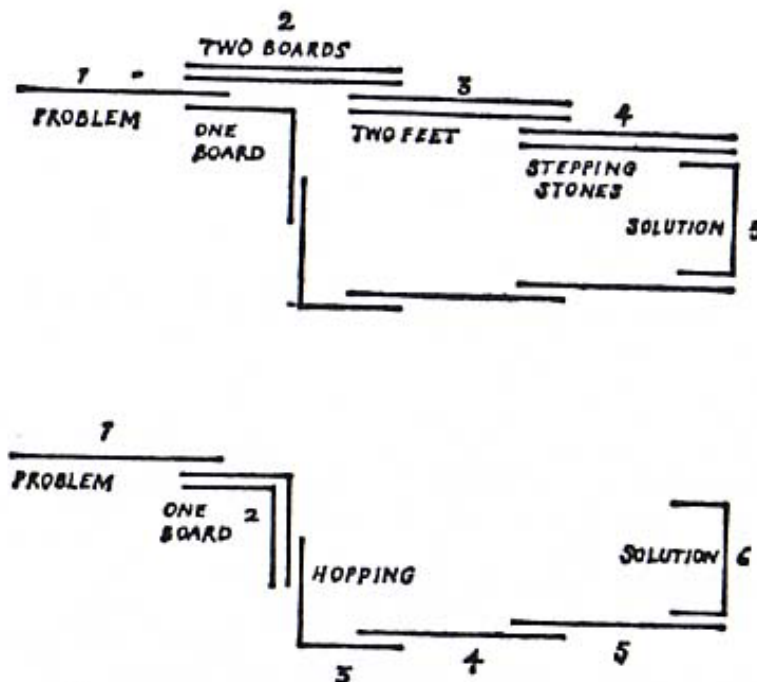 2
TWO BOARDS
1
PROBLEM
ONE
BOARD
3
TWO FEET
4
STEPPING
STONES
SOLUTION 5
1
PROBLEM
ONE
BOARD 2
HOPPING
SOLUTION 6
3
4
5